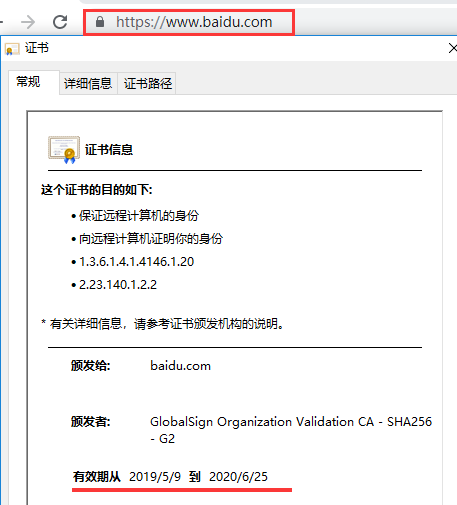 https://www.baidu.com
证书
常规 详细信息 证书路径
证书信息
这个证书的目的如下:
• 保证远程计算机的身份
• 向远程计算机证明你的身份
• 1.3.6.1.4.1.4146.1.20
• 2.23.140.1.2.2
* 有关详细信息，请参考证书颁发机构的说明。
颁发给: baidu.com
颁发者: GlobalSign Organization Validation CA - SHA256
- G2
有效期从 2019/5/9 到 2020/6/25